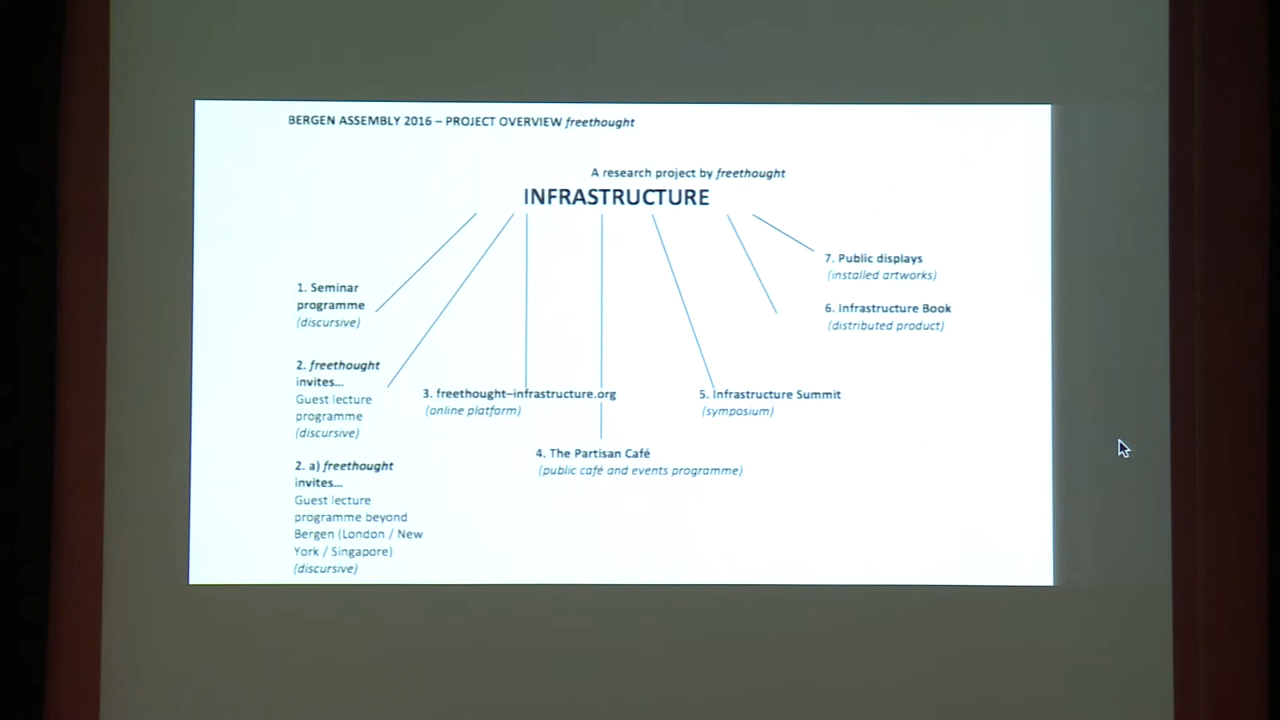 BERGEN ASSEMBLY 2016 – PROJECT OVERVIEW freethought
A research project by freethought
INFRASTRUCTURE
1. Seminar
programme
(discursive)
2. freethought
invites...
Guest lecture
programme
(discursive)
2. a) freethought
invites...
Guest lecture
programme beyond
Bergen (London / New
York / Singapore)
(discursive)
3. freethought–infrastructure.org
(online platform)
4. The Partisan Café
(public café and events programme)
5. Infrastructure Summit
(symposium)
6. Infrastructure Book
(distributed product)
7. Public displays
(installed artworks)